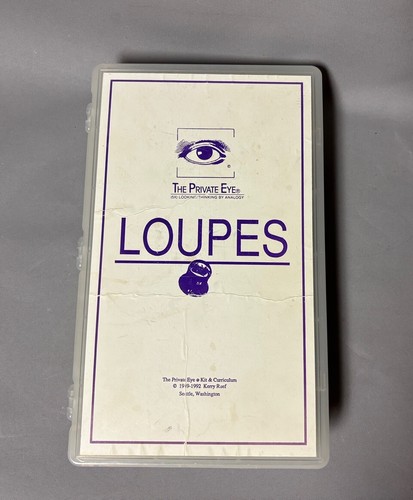 ®
THE PRIVATE EYE®
(5X) LOOKING/THINKING BY ANALOGY
LOUPES
The Private Eye ® Kit & Curriculum
© 1989-1992 Kerry Ruef
Seattle, Washington